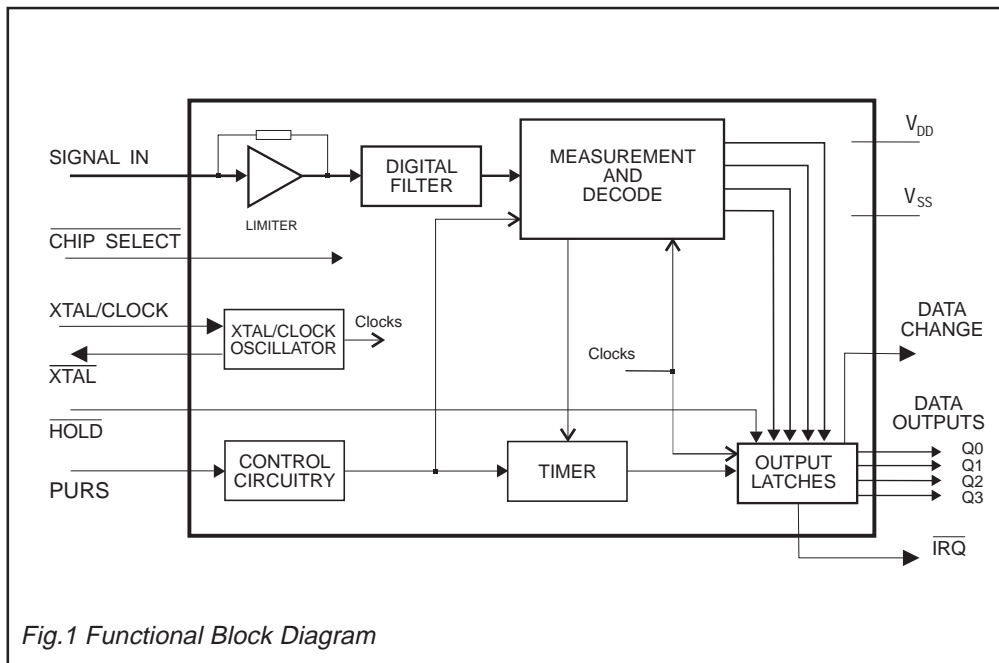 SIGNAL IN
LIMITER
DIGITAL
FILTER
MEASUREMENT
AND
DECODE
VDD
VSS
CHIP SELECT
XTAL/CLOCK
XTAL/CLOCK
OSCILLATOR
Clocks
XTAL
Clocks
DATA
CHANGE
HOLD
DATA
OUTPUTS
PURS
CONTROL
CIRCUITRY
TIMER
OUTPUT
LATCHES
Q0
Q1
Q2
Q3
IRQ
Fig.1 Functional Block Diagram